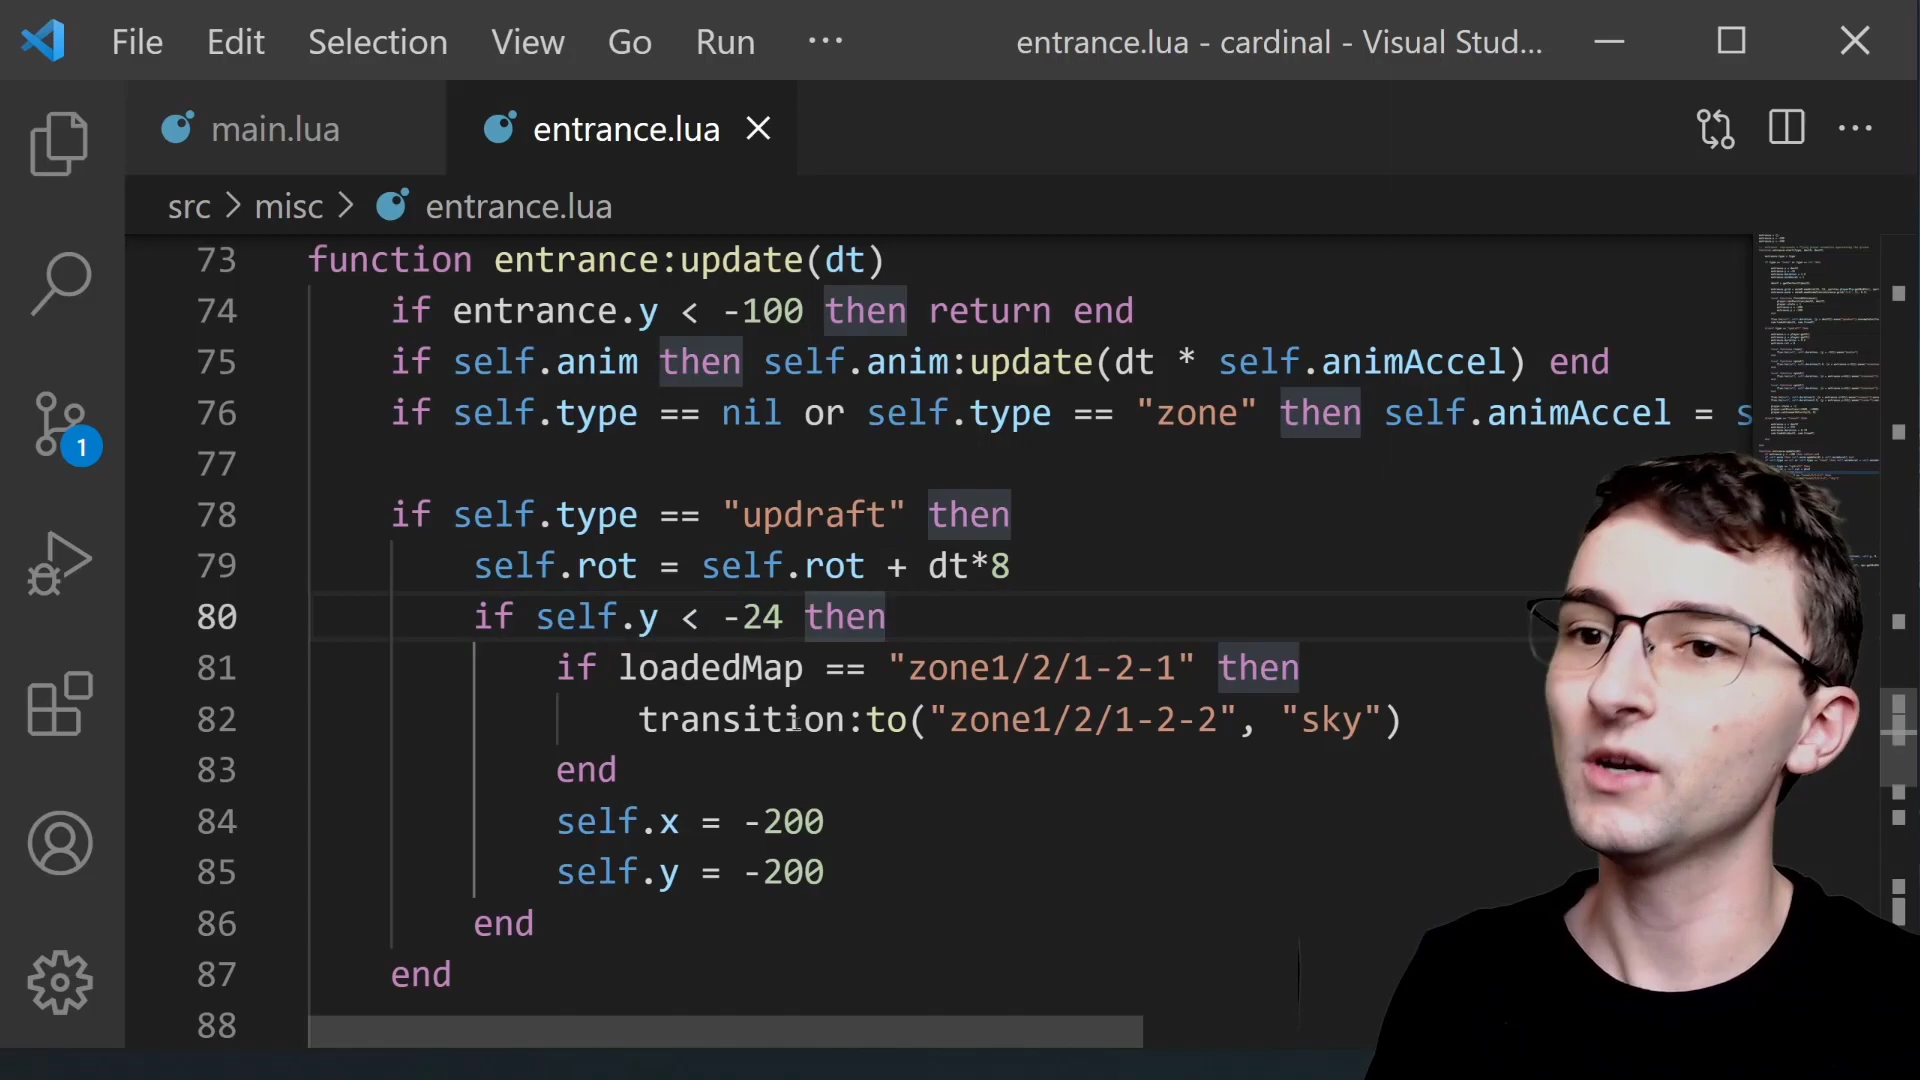 File Edit Selection View Go Run ··· entrance.lua - cardinal - Visual Stud...
main.lua entrance.lua
src > misc > entrance.lua
73 function entrance:update(dt)
74 if entrance.y < -100 then return end
75 if self.anim then self.anim:update(dt * self.animAccel) end
76 if self.type == nil or self.type == "zone" then self.animAccel = s
77
78 if self.type == "updraft" then
79 self.rot = self.rot + dt*8
80 if self.y < -24 then
81 if loadedMap == "zone1/2/1-2-1" then
82 transition:to("zone1/2/1-2-2", "sky")
83 end
84 self.x = -200
85 self.y = -200
86 end
87 end
88
1